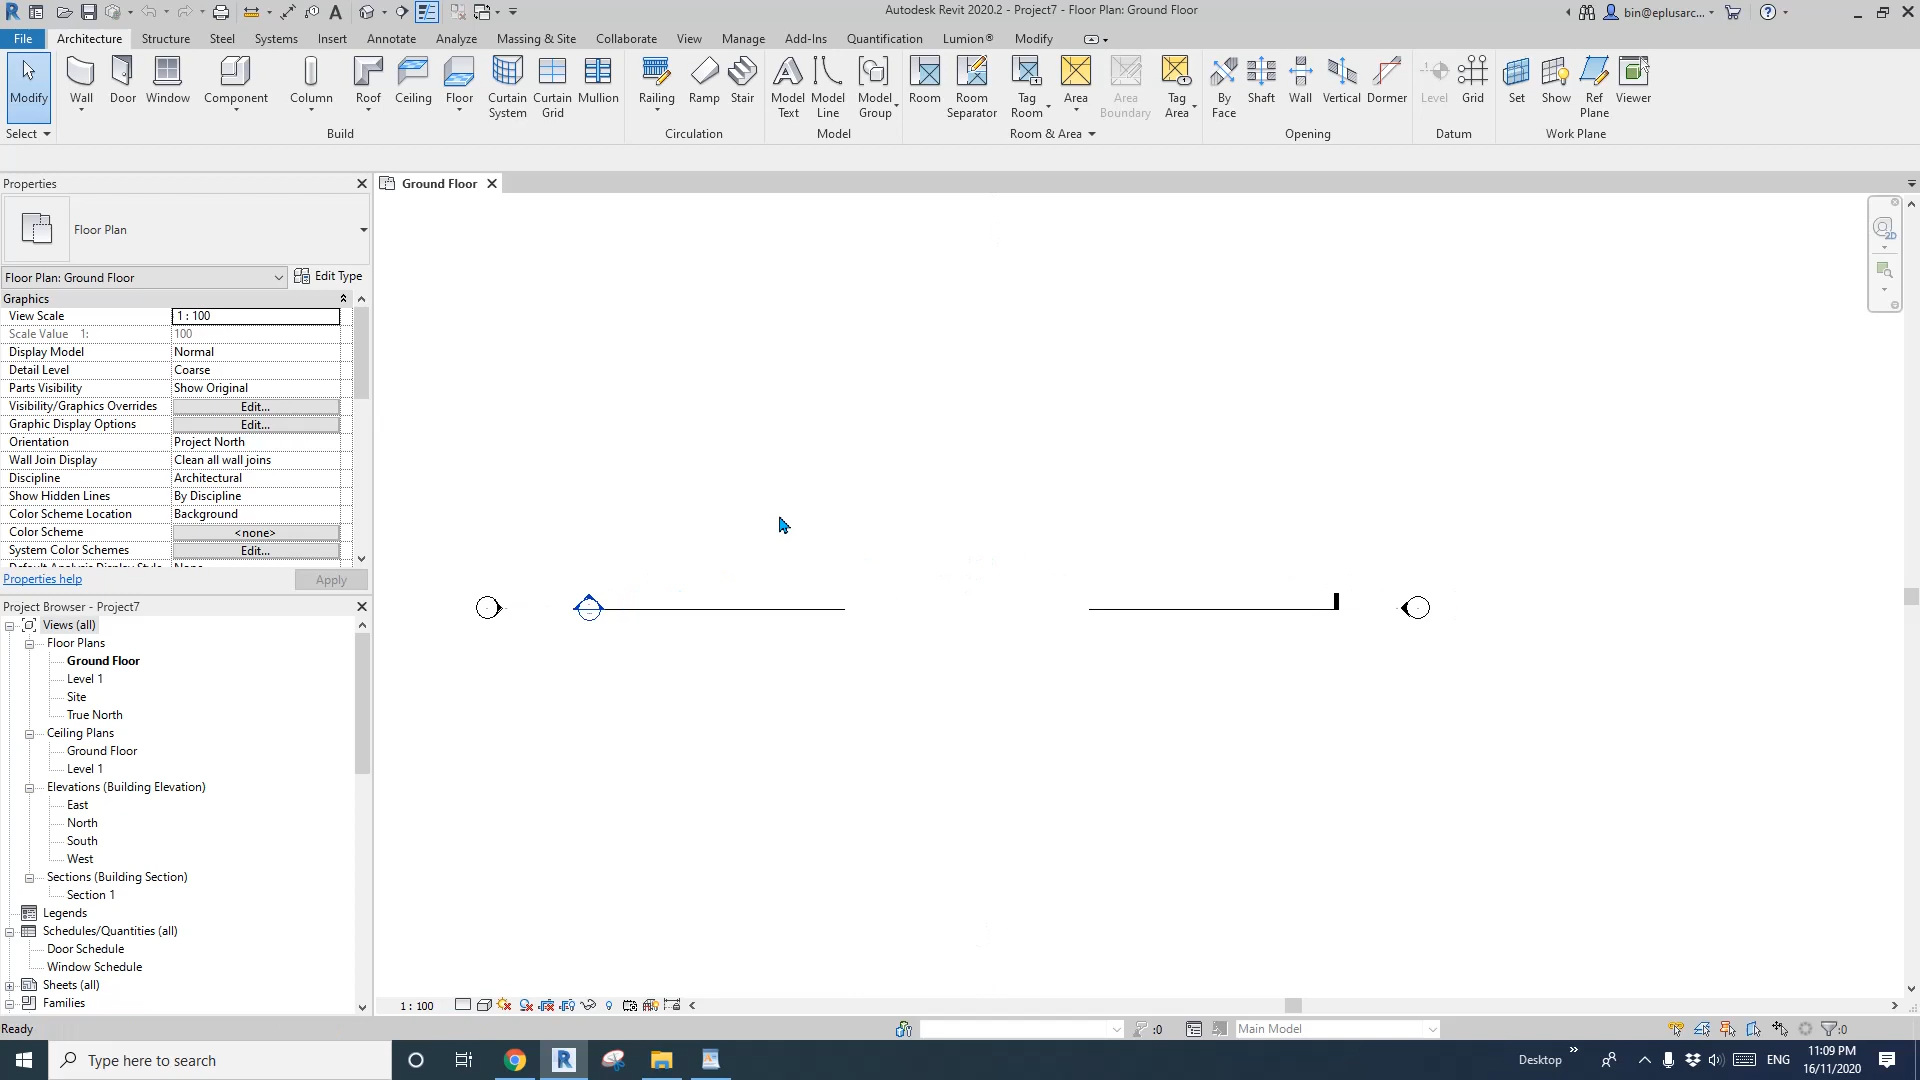 Autodesk Revit 2020.2 - Project7 - Floor Plan: Ground Floor
bin@eplusarc...
File Architecture Structure Steel Systems Insert Annotate Analyze Massing & Site Collaborate View Manage Add-Ins Quantification Lumion® Modify
Modify Wall Door Window Component Column Roof Ceiling Floor Curtain System Curtain Grid Mullion Railing Ramp Stair Model Text Model Line Model Group Room Room Separator Tag Room Area Area Boundary Tag Area By Face Shaft Wall Vertical Dormer Level Grid Set Show Ref Plane Viewer
Select Build Circulation Model Room & Area Opening Datum Work Plane
Properties
Ground Floor
2D
Floor Plan
Floor Plan: Ground Floor Edit Type
Graphics
View Scale 1 : 100
Scale Value 1: 100
Display Model Normal
Detail Level Coarse
Parts Visibility Show Original
Visibility/Graphics Overrides Edit...
Graphic Display Options Edit...
Orientation Project North
Wall Join Display Clean all wall joins
Discipline Architectural
Show Hidden Lines By Discipline
Color Scheme Location Background
Color Scheme <none>
System Color Schemes Edit...
Default Analysis Display Style None
Properties help Apply
Project Browser - Project7
Views (all)
Floor Plans
Ground Floor
Level 1
Site
True North
Ceiling Plans
Ground Floor
Level 1
Elevations (Building Elevation)
East
North
South
West
Sections (Building Section)
Section 1
Legends
Schedules/Quantities (all)
Door Schedule
Window Schedule
Sheets (all)
Families
1 : 100
Ready
:0
Main Model
:0
Type here to search
Desktop
ENG
11:09 PM
16/11/2020